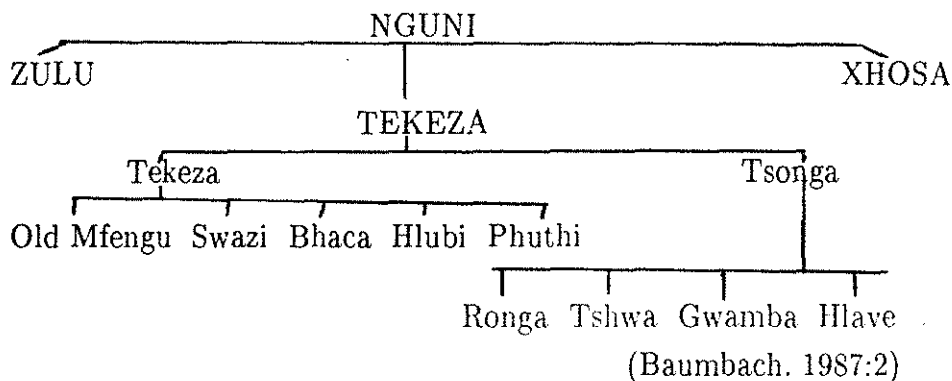 NGUNI
ZULU XHOSA
TEKEZA
Tekeza Tsonga
Old Mfengu Swazi Bhaca Hlubi Phuthi
Ronga Tshwa Gwamba Hlave
(Baumbach. 1987:2)